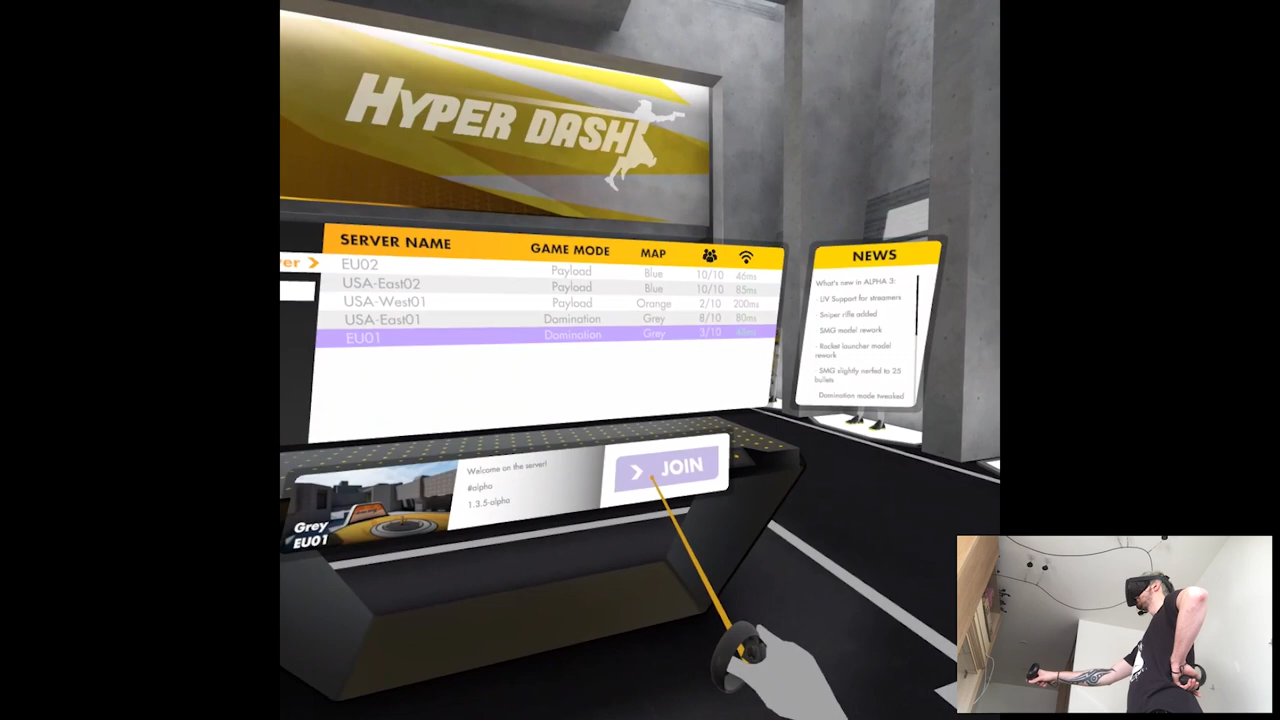 HYPER DASH
SERVER NAME GAME MODE MAP
EU02 Payload Blue 10/10 46ms
USA-East02 Payload Blue 10/10 85ms
USA-West01 Payload Orange 2/10 200ms
USA-East01 Domination Grey 8/10 80ms
EU01 Domination Grey 3/10
NEWS
What's new in ALPHA 3:
- LIV Support for streamers
- Sniper rifle added
- SMG model rework
- Rocket launcher model
rework
- SMG slightly nerfed to 25
bullets
- Domination mode tweaked
Welcome on the server!
#alpha
1.3.5-alpha
JOIN
Grey
EU01